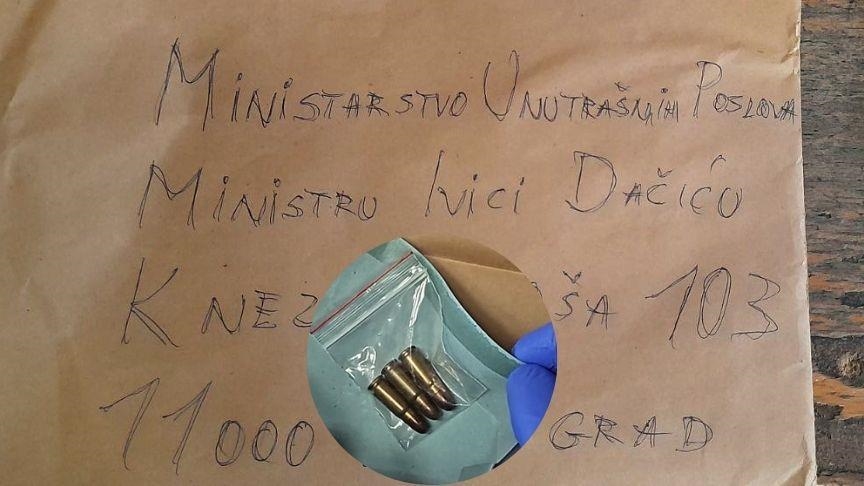 MINISTARSTVO UNUTRAŠNJIH POSLOVA
MINISTRU IVICI DAČIĆU
KNEZ ŠA 103
11000 GRAD